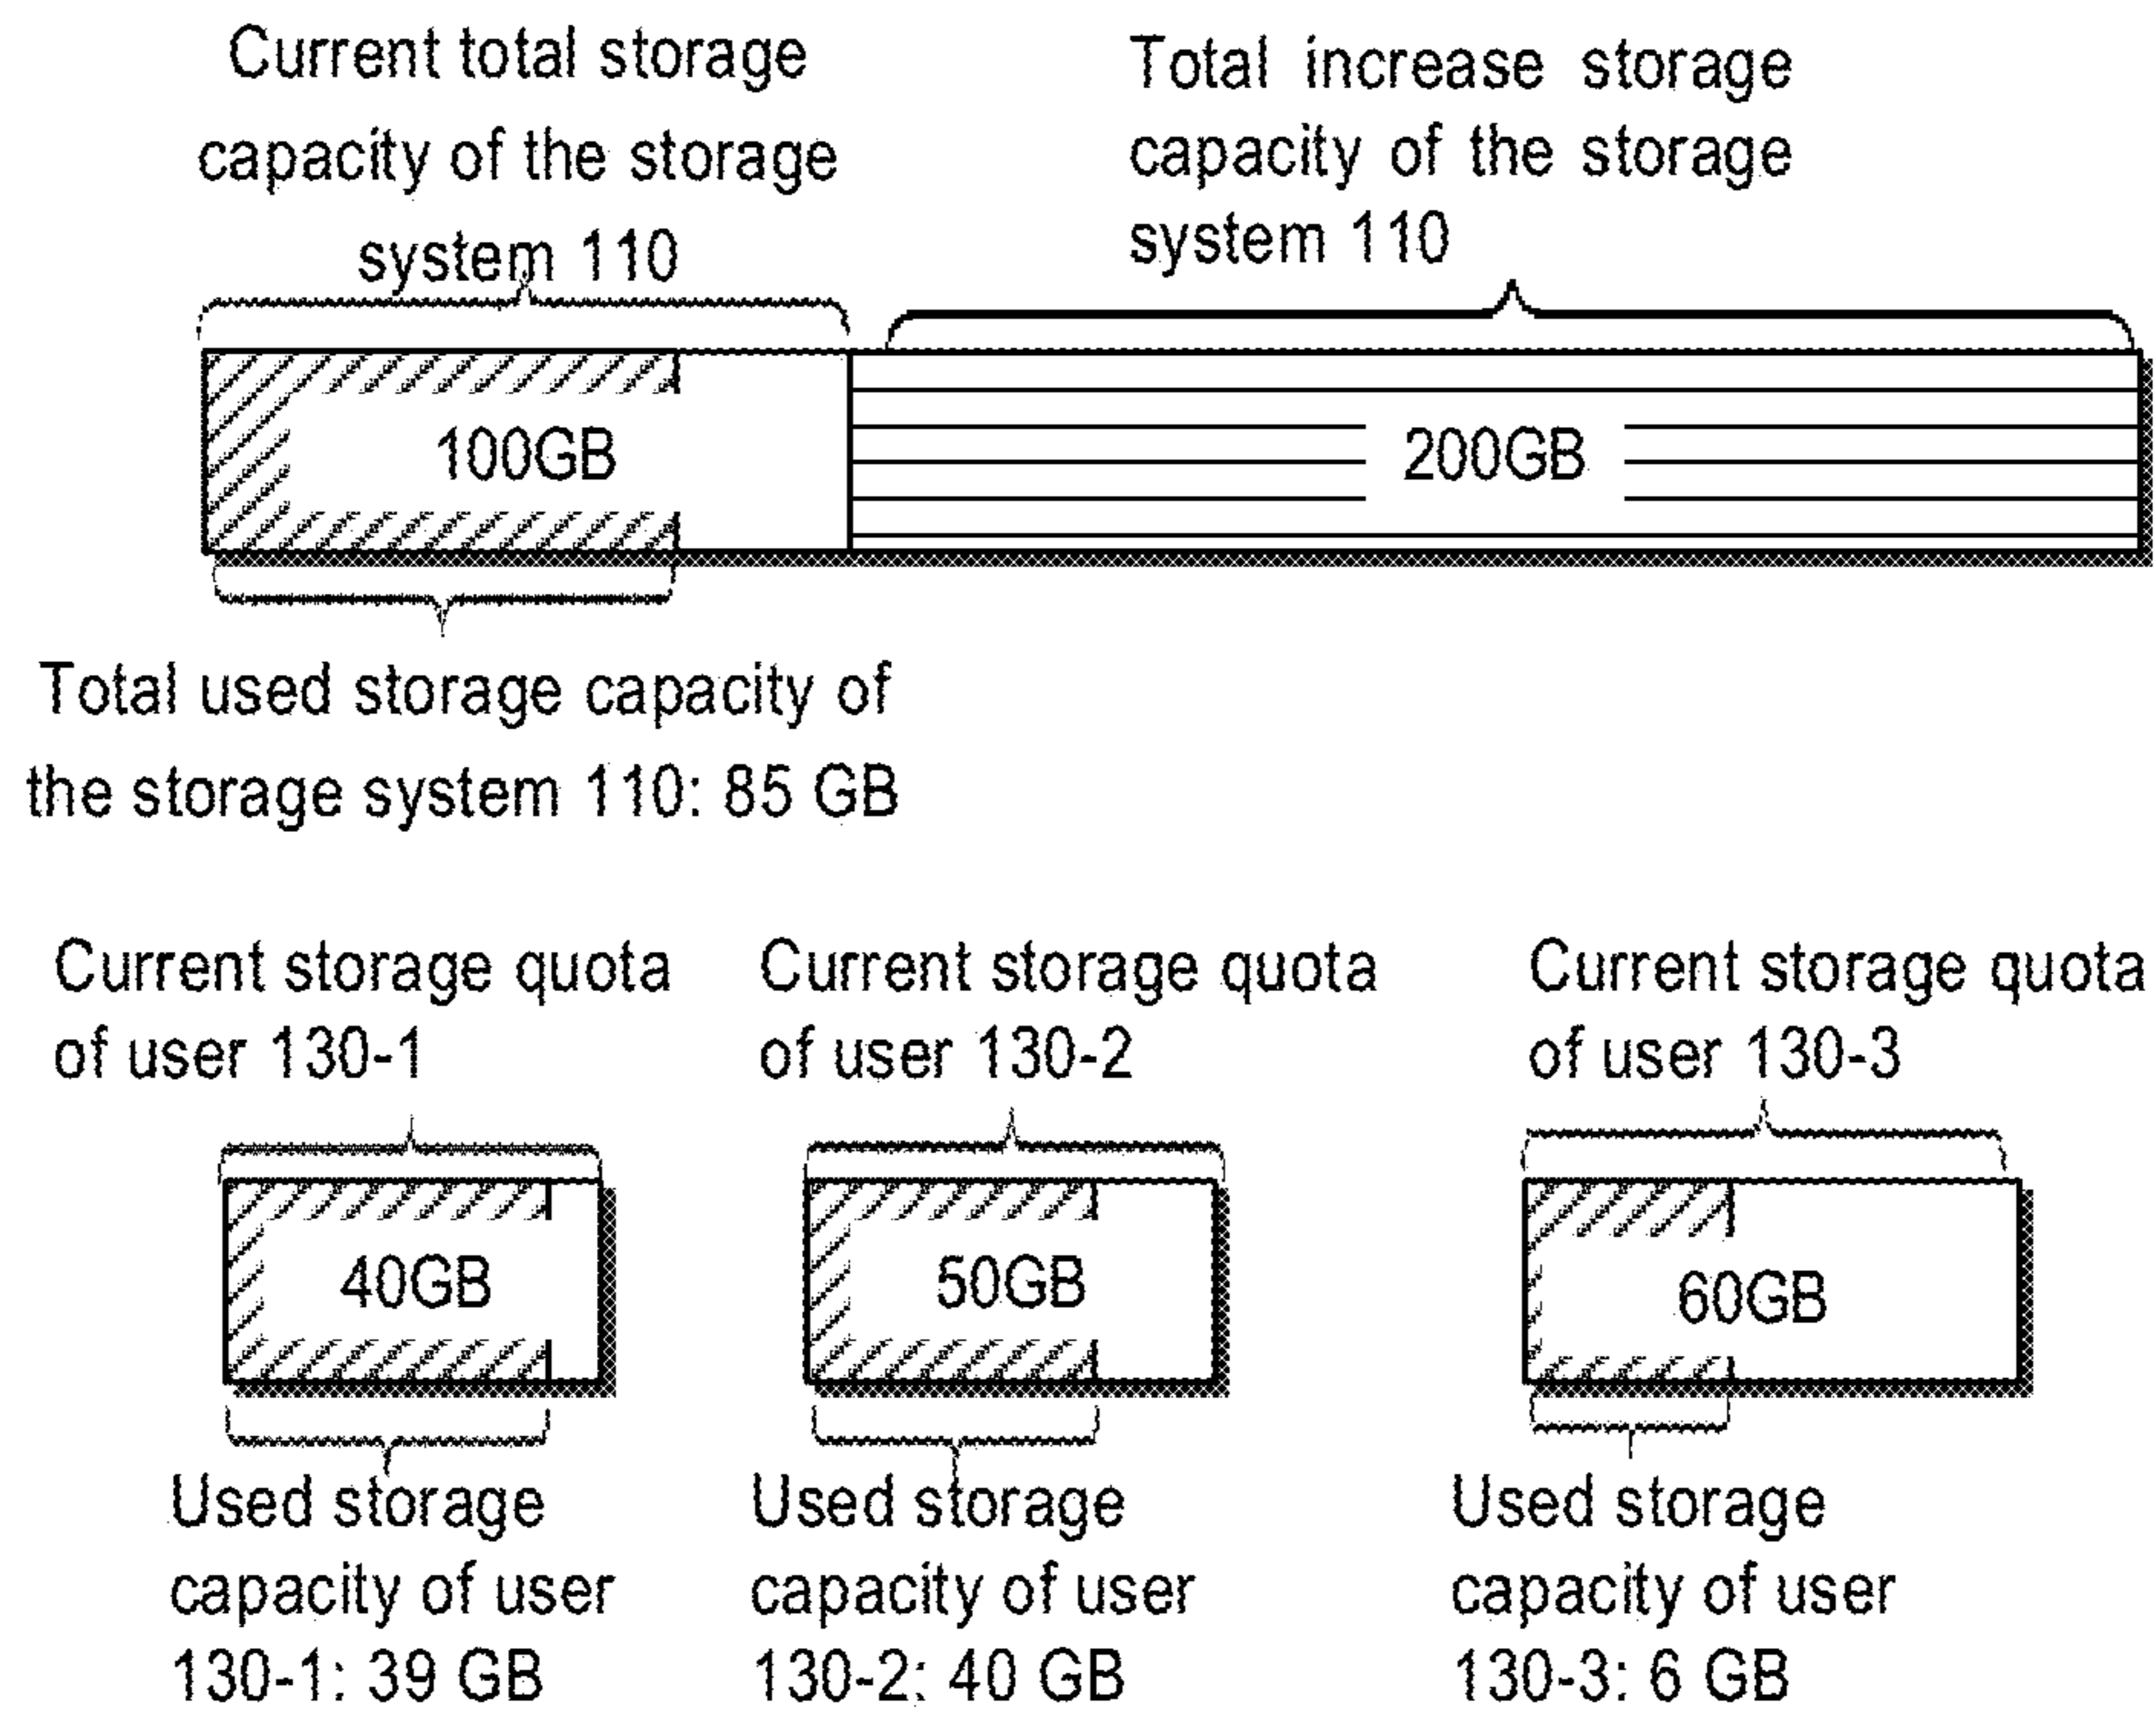 Current total storage
capacity of the storage
system 110
Total increase storage
capacity of the storage
system 110
100GB
200GB
Total used storage capacity of
the storage system 110: 85 GB
Current storage quota
of user 130-1
Current storage quota
of user 130-2
Current storage quota
of user 130-3
40GB
50GB
60GB
Used storage
capacity of user
130-1: 39 GB
Used storage
capacity of user
130-2: 40 GB
Used storage
capacity of user
130-3: 6 GB